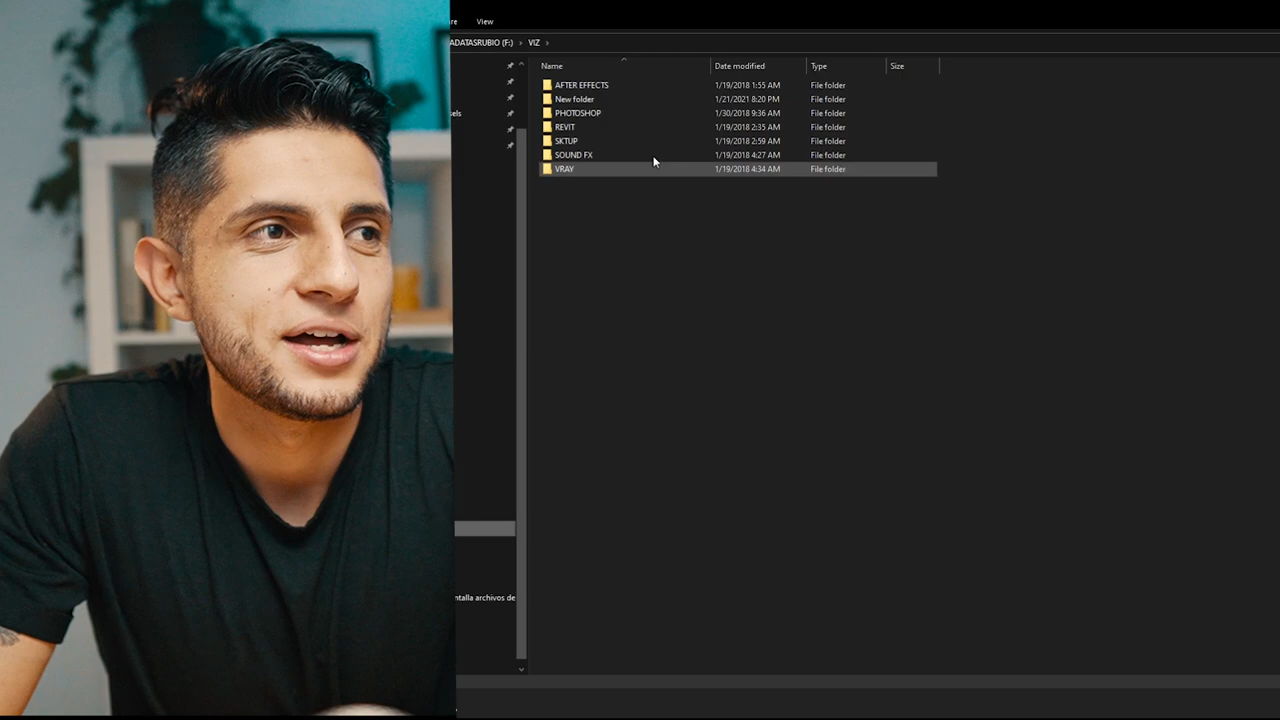 re View
ADATASRUBIO (F:) > VIZ >
Name Date modified Type Size
AFTER EFFECTS 1/19/2018 1:55 AM File folder
New folder 1/21/2021 8:20 PM File folder
sels
PHOTOSHOP 1/30/2018 9:36 AM File folder
REVIT 1/19/2018 2:35 AM File folder
SKTUP 1/19/2018 2:59 AM File folder
SOUND FX 1/19/2018 4:27 AM File folder
VRAY 1/19/2018 4:34 AM File folder
ntalla archivos de